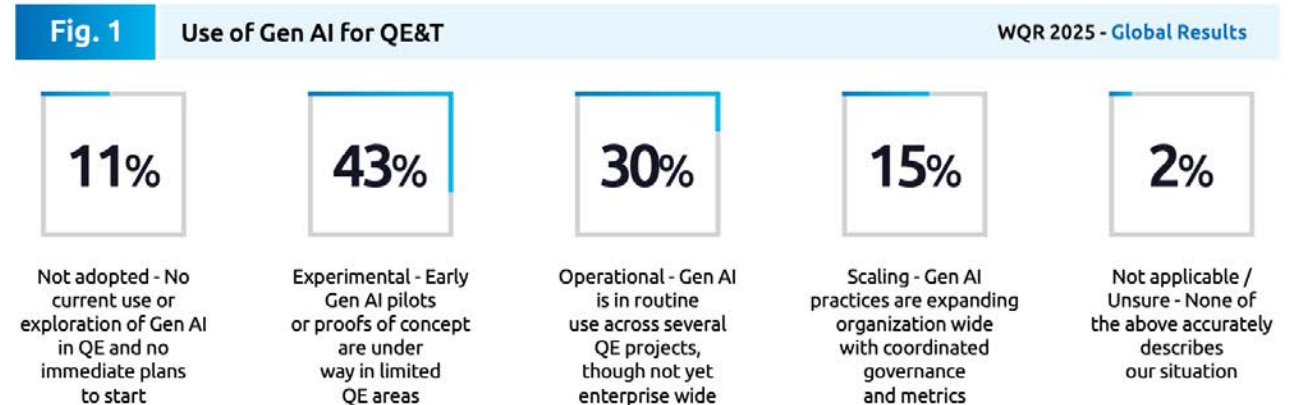 Fig. 1
Use of Gen AI for QE&T
WQR 2025 - Global Results
11%
43%
30%
15%
2%
Not adopted - No
current use or
exploration of Gen AI
in QE and no
immediate plans
to start
Experimental - Early
Gen AI pilots
or proofs of concept
are under
way in limited
QE areas
Operational - Gen AI
is in routine
use across several
QE projects,
though not yet
enterprise wide
Scaling - Gen AI
practices are expanding
organization wide
with coordinated
governance
and metrics
Not applicable /
Unsure - None of
the above accurately
describes
our situation